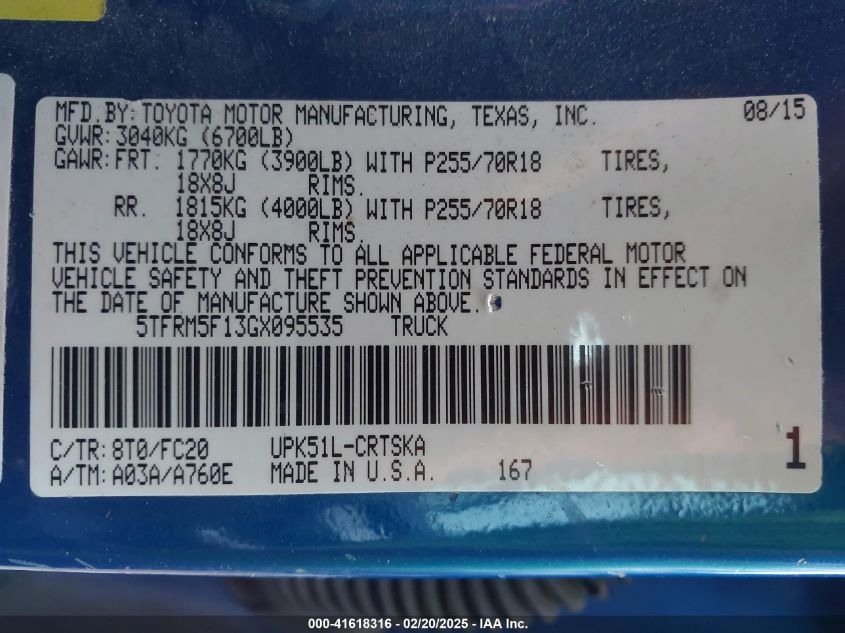 MFD. BY: TOYOTA MOTOR MANUFACTURING, TEXAS, INC. 08/15
GVWR: 3040KG (6700LB)
GAWR: FRT. 1770KG (3900LB) WITH P255/70R18 TIRES,
18X8J RIMS.
RR. 1815KG (4000LB) WITH P255/70R18 TIRES,
18X8J RIMS.
THIS VEHICLE CONFORMS TO ALL APPLICABLE FEDERAL MOTOR
VEHICLE SAFETY AND THEFT PREVENTION STANDARDS IN EFFECT ON
THE DATE OF MANUFACTURE SHOWN ABOVE.
5TFRM5F13GX095535 TRUCK
C/TR: 8T0/FC20 UPK51L-CRTSKA 1
A/TM: A03A/A760E MADE IN U.S.A. 167
000-41618316 - 02/20/2025 - IAA Inc.